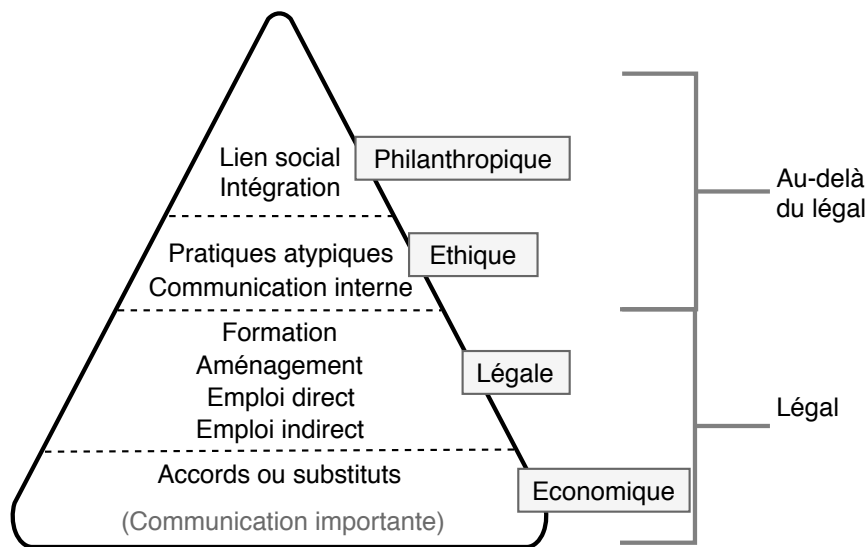 Lien social
Intégration
Philanthropique
Au-delà
du légal
Pratiques atypiques
Communication interne
Ethique
Formation
Aménagement
Emploi direct
Emploi indirect
Légale
Légal
Accords ou substituts
(Communication importante)
Economique